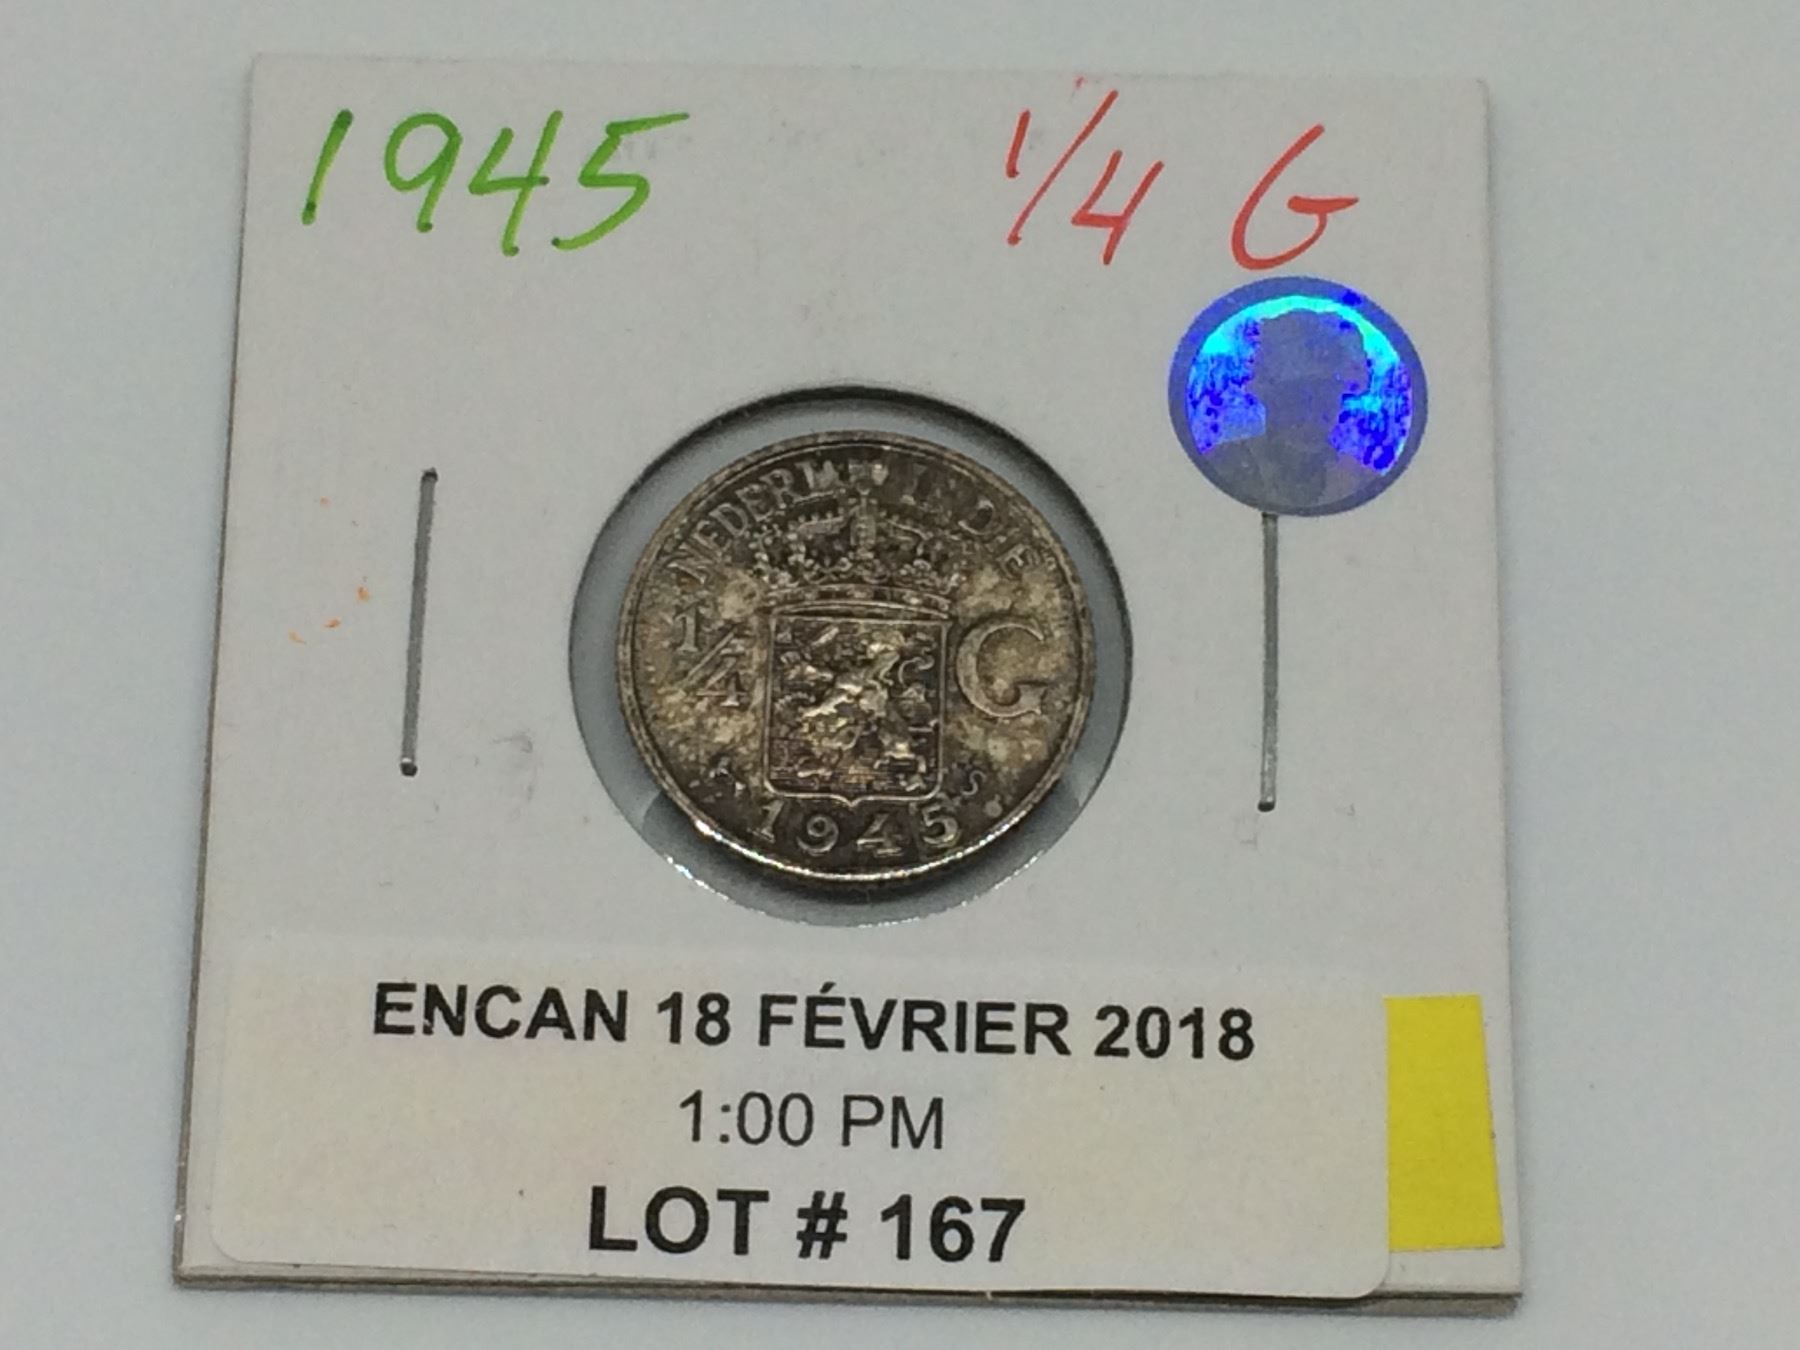 1945 1/4 G
NEDERL INDIE
1/4 G
S
1945
ENCAN 18 FÉVRIER 2018
1:00 PM
LOT # 167